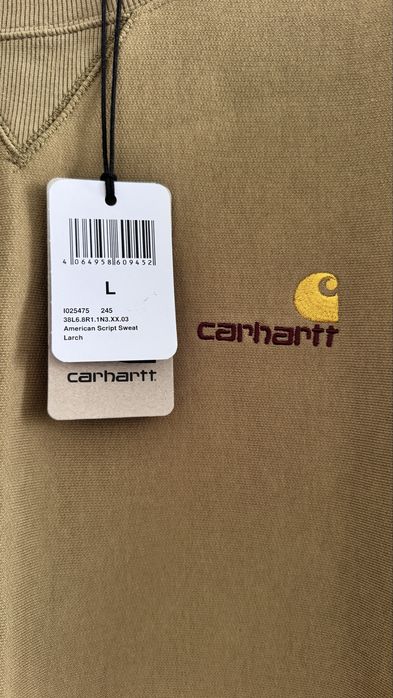 4 064958 609452
L
I025475 245
38L6.8R1.1N3.XX.03
American Script Sweat
Larch
carhartt
carhartt